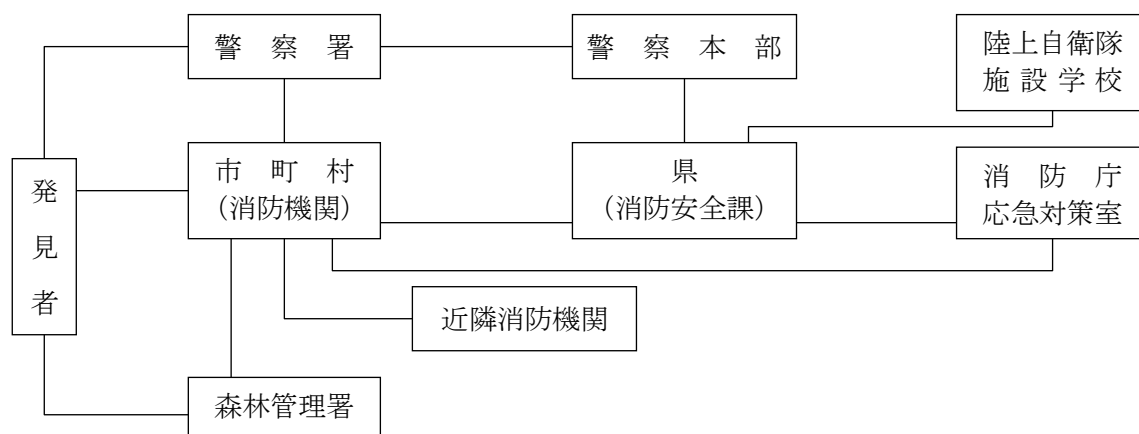 警察署
警察本部
陸上自衛隊
施設学校
発見者
市町村
（消防機関）
県
（消防安全課）
消防庁
応急対策室
近隣消防機関
森林管理署